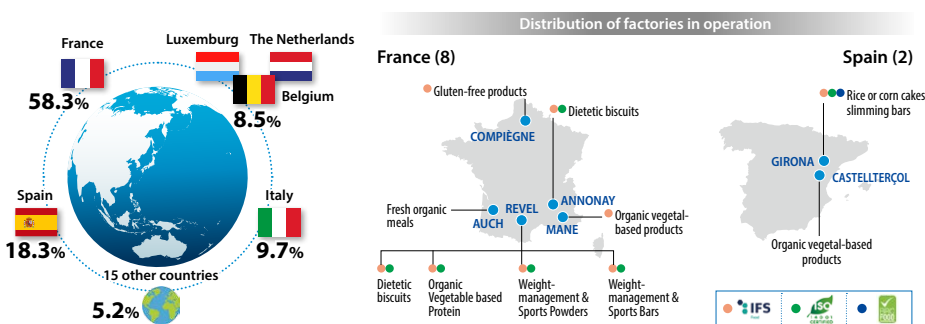 Distribution of factories in operation
France
58.3%
Luxemburg
The Netherlands
Belgium
8.5%
Spain
18.3%
Italy
9.7%
15 other countries
5.2%
France (8)
Gluten-free products
COMPIÈGNE
Dietetic biscuits
Fresh organic
meals
AUCH
REVEL
ANNONAY
MANE
Organic vegetal-
based products
Dietetic
biscuits
Organic
Vegetable based
Protein
Weight-
management &
Sports Powders
Weight-
management &
Sports Bars
Spain (2)
Rice or corn cakes
slimming bars
GIRONA
CASTELLTERÇOL
Organic vegetal-based
products
IFS
ISO
CERTIFIED
FOOD